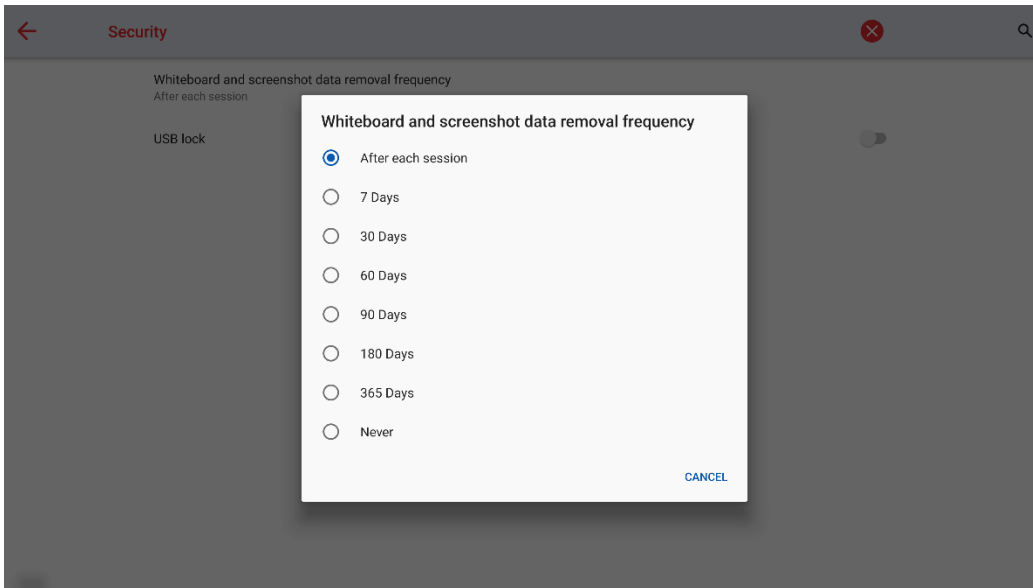 Security
Whiteboard and screenshot data removal frequency
After each session
USB lock
Whiteboard and screenshot data removal frequency
After each session
7 Days
30 Days
60 Days
90 Days
180 Days
365 Days
Never
CANCEL